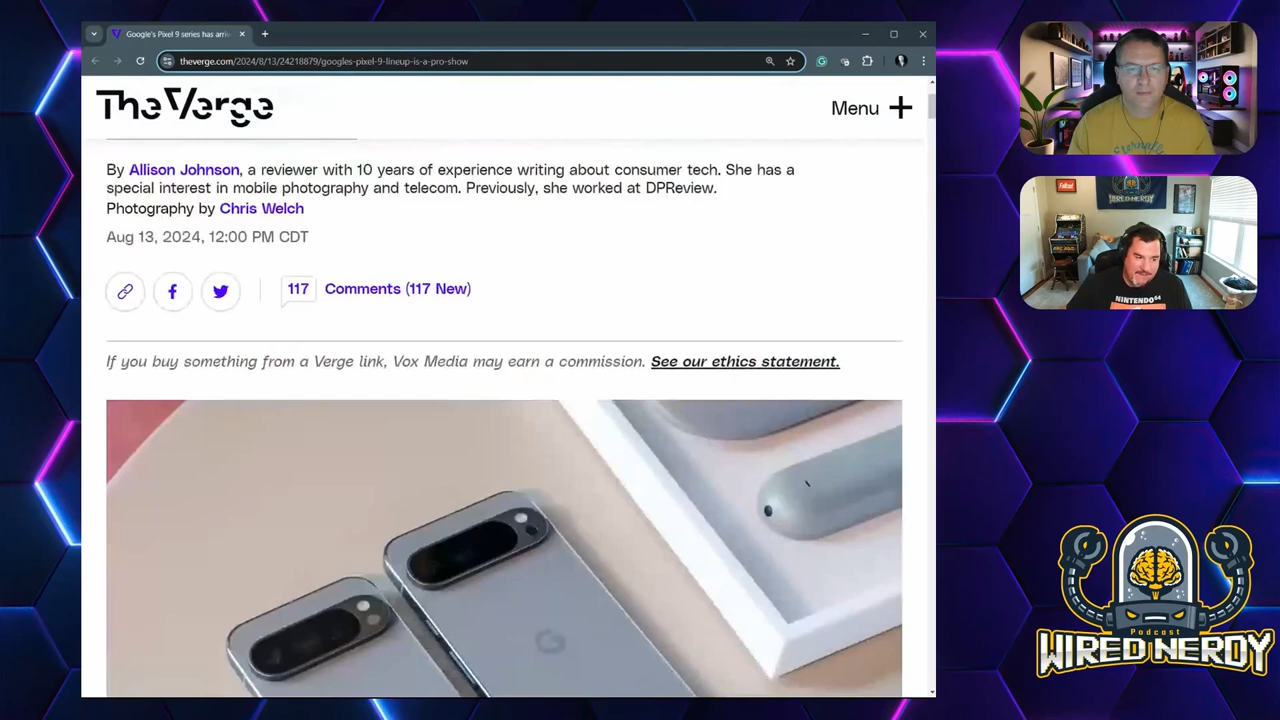 Google's Pixel 9 series has arri
theverge.com/2024/8/13/24218879/googles-pixel-9-lineup-is-a-pro-show
The Verge
Menu
By Allison Johnson, a reviewer with 10 years of experience writing about consumer tech. She has a
special interest in mobile photography and telecom. Previously, she worked at DPReview.
Photography by Chris Welch
Aug 13, 2024, 12:00 PM CDT
117 Comments (117 New)
If you buy something from a Verge link, Vox Media may earn a commission. See our ethics statement.
Fallout
WIRED NERDY
NINTENDO64
Podcast
WIRED NERDY